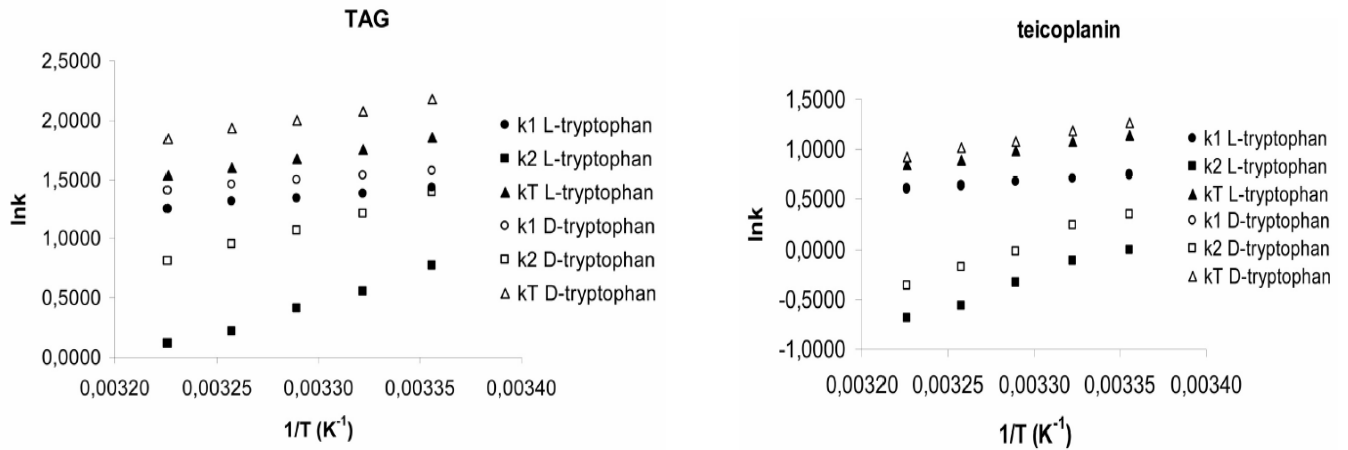 TAG
2,5000
2,0000
1,5000
1,0000
0,5000
0,0000
lnk
0,00320 0,00325 0,00330 0,00335 0,00340
1/T (K⁻¹)
k1 L-tryptophan
k2 L-tryptophan
kT L-tryptophan
k1 D-tryptophan
k2 D-tryptophan
kT D-tryptophan
teicoplanin
1,5000
1,0000
0,5000
0,0000
-0,5000
-1,0000
lnk
0,00320 0,00325 0,00330 0,00335 0,00340
1/T (K⁻¹)
k1 L-tryptophan
k2 L-tryptophan
kT L-tryptophan
k1 D-tryptophan
k2 D-tryptophan
kT D-tryptophan